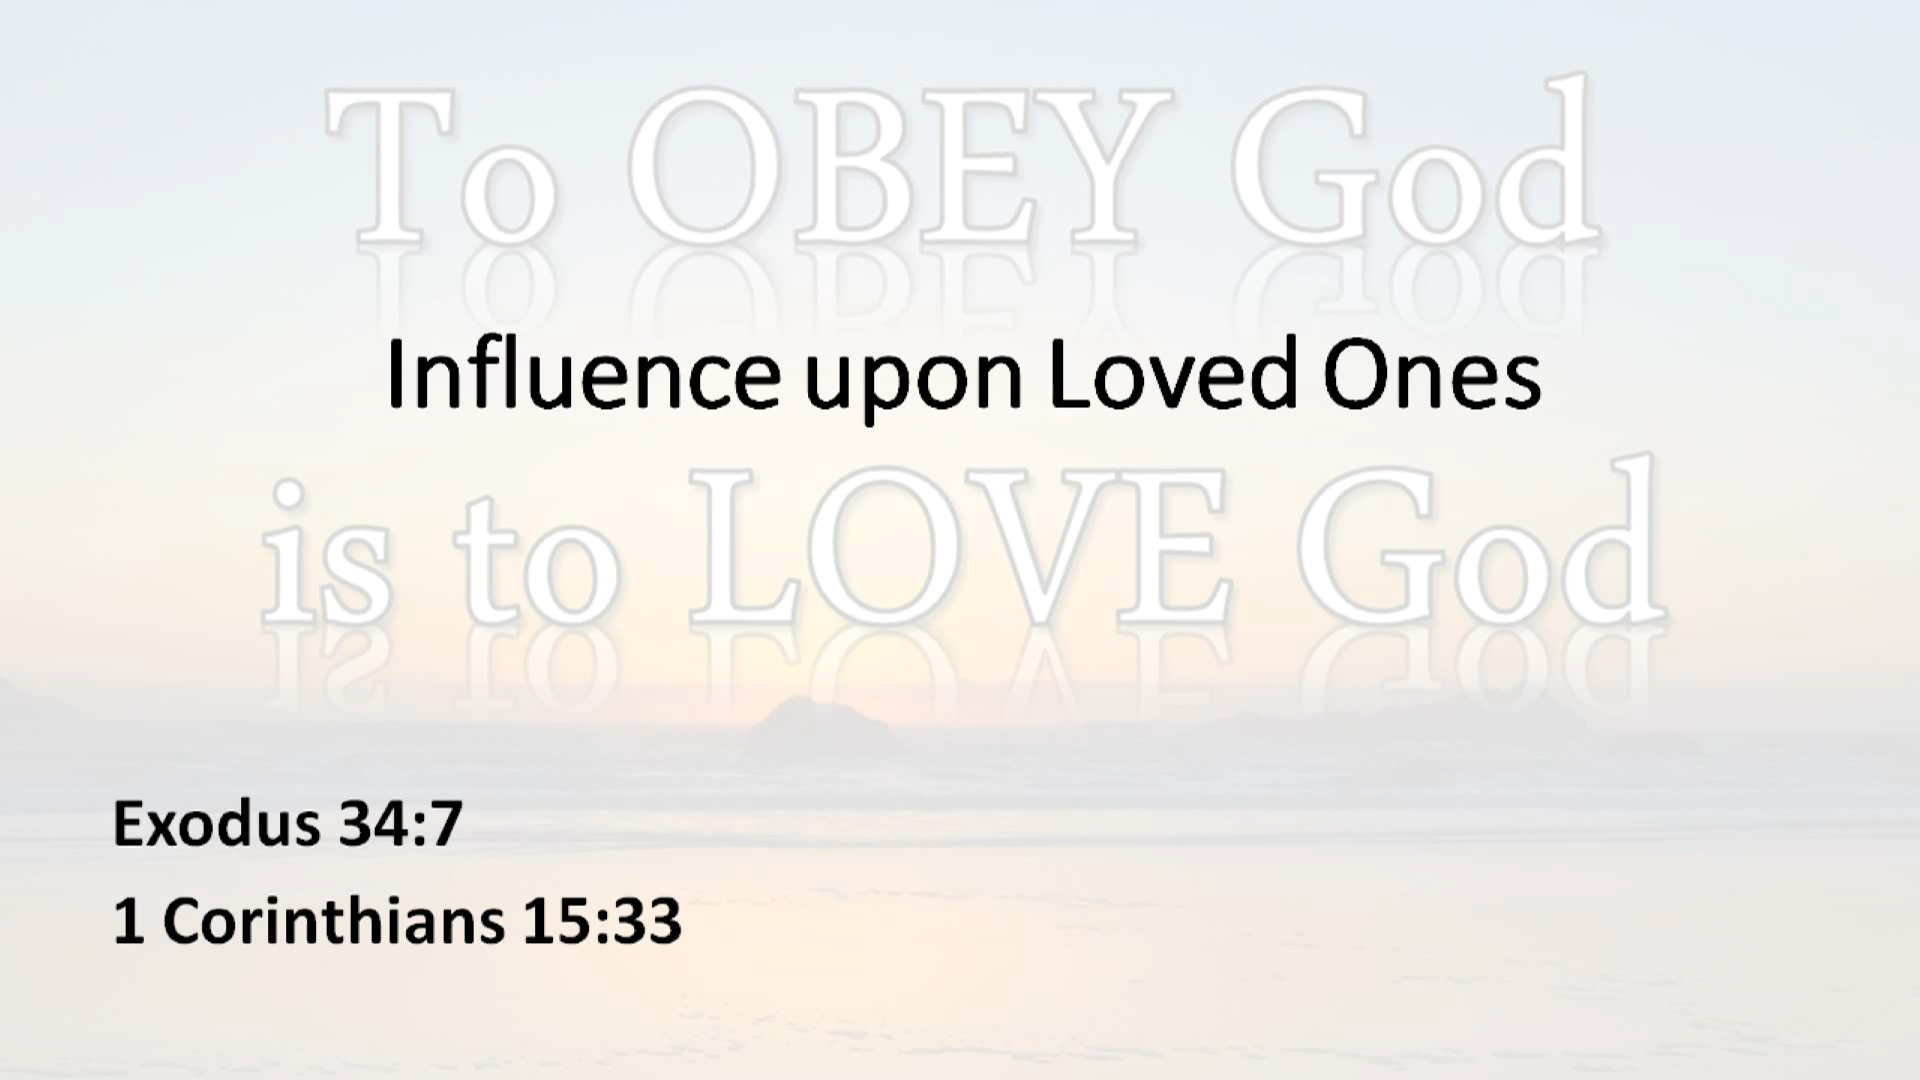 To OBEY God
Influence upon Loved Ones
is to LOVE God
Exodus 34:7
1 Corinthians 15:33